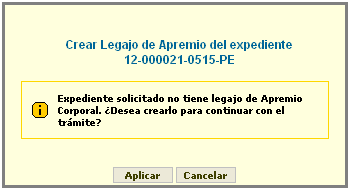 Crear Legajo de Apremio del expediente
12-000021-0515-PE
Expediente solicitado no tiene legajo de Apremio
Corporal. ¿Desea crearlo para continuar con el
trámite?
Aplicar Cancelar